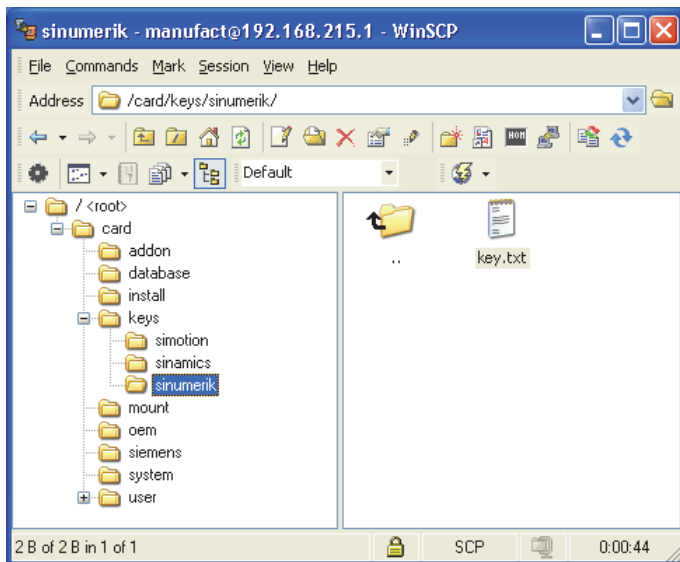 sinumerik - manufact@192.168.215.1 - WinSCP
File Commands Mark Session View Help
Address /card/keys/sinumerik/
Default
/ <root>
card
addon
database
install
keys
simotion
sinamics
sinumerik
mount
oem
siemens
system
user
..
key.txt
2 B of 2 B in 1 of 1 SCP 0:00:44